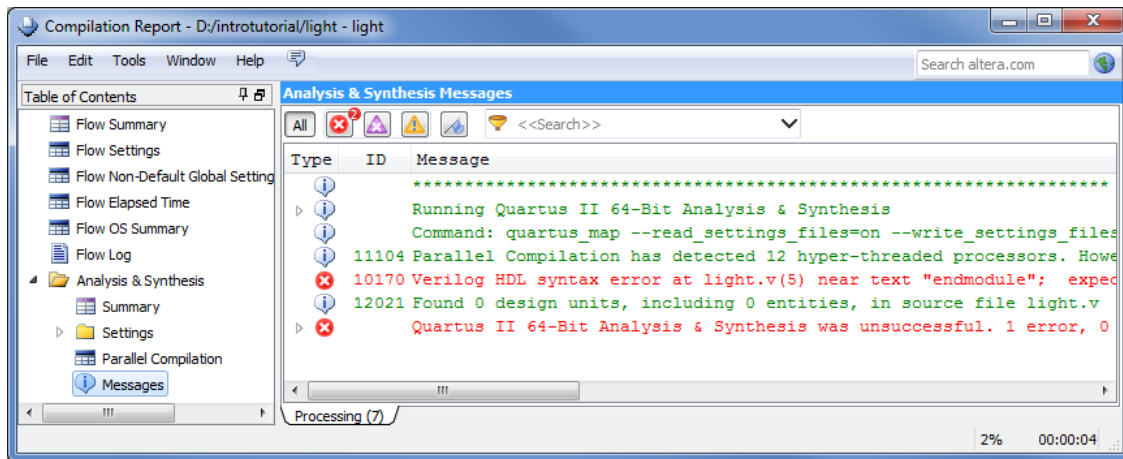 Compilation Report - D:/introtutorial/light - light
File Edit Tools Window Help
Search altera.com
Table of Contents
Flow Summary
Flow Settings
Flow Non-Default Global Setting
Flow Elapsed Time
Flow OS Summary
Flow Log
Analysis & Synthesis
Summary
Settings
Parallel Compilation
Messages
Analysis & Synthesis Messages
All 2 <<Search>>
Type ID Message
*******************************************************************
Running Quartus II 64-Bit Analysis & Synthesis
Command: quartus_map --read_settings_files=on --write_settings_files
11104 Parallel Compilation has detected 12 hyper-threaded processors. Howe
10170 Verilog HDL syntax error at light.v(5) near text "endmodule"; expec
12021 Found 0 design units, including 0 entities, in source file light.v
Quartus II 64-Bit Analysis & Synthesis was unsuccessful. 1 error, 0
Processing (7)
2% 00:00:04